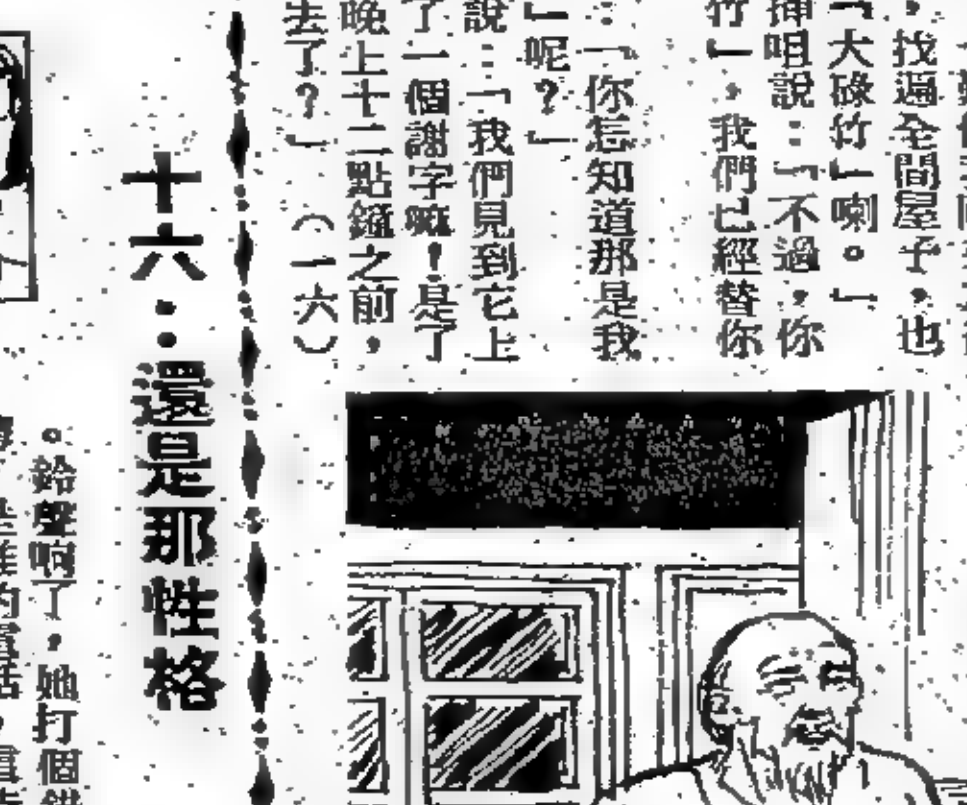 ，找遍全間屋子，也
「大碌竹」喇。」
揷咀說：「不過，你
竹」，我們已經替你
：「你怎知道那是我
』呢？」
說：「我們見到它上
了一個謝字嘛！是了
晚上十二點鐘之前，
去了？」　（一六）
十六：還是那性格
。鈴聲响了，她打個